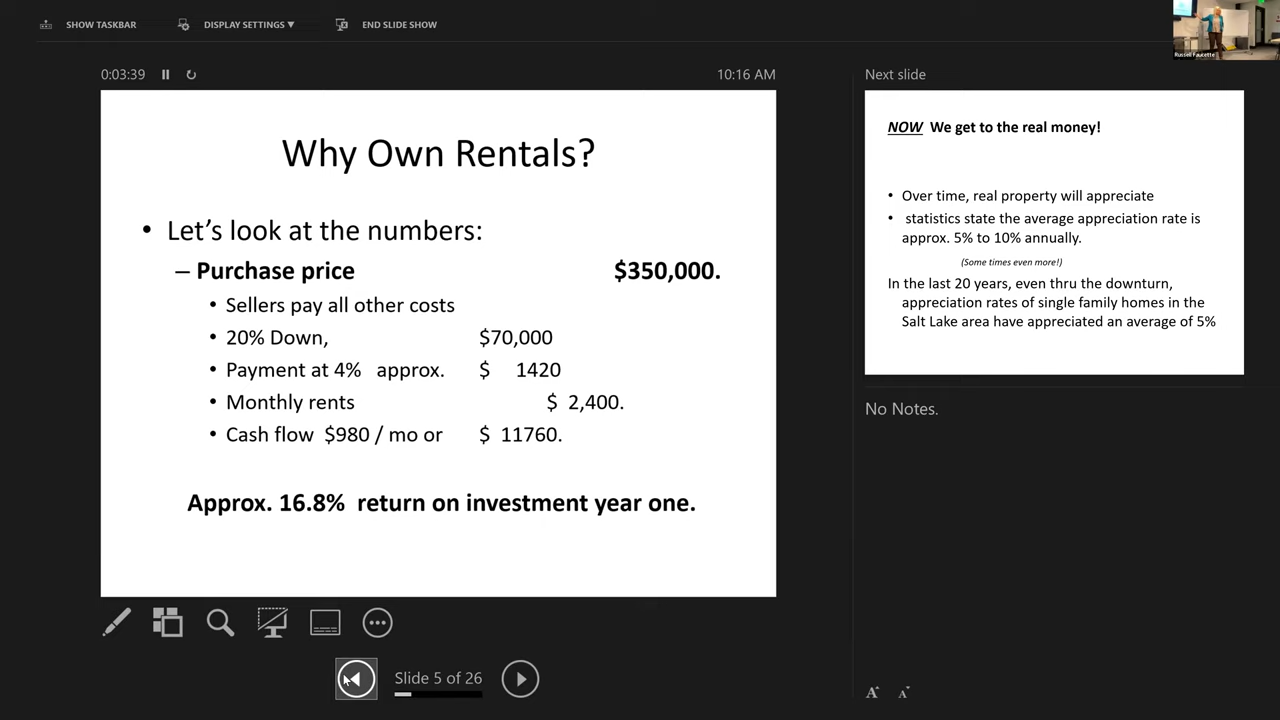 SHOW TASKBAR
DISPLAY SETTINGS ▼
END SLIDE SHOW
Russell Faucette
0:03:39
10:16 AM
Why Own Rentals?
• Let's look at the numbers:
– Purchase price $350,000.
• Sellers pay all other costs
• 20% Down, $70,000
• Payment at 4% approx. $ 1420
• Monthly rents $ 2,400.
• Cash flow $980 / mo or $ 11760.
Approx. 16.8% return on investment year one.
Slide 5 of 26
Next slide
NOW We get to the real money!
• Over time, real property will appreciate
• statistics state the average appreciation rate is
approx. 5% to 10% annually.
(Some times even more!)
In the last 20 years, even thru the downturn,
appreciation rates of single family homes in the
Salt Lake area have appreciated an average of 5%
No Notes.
A A